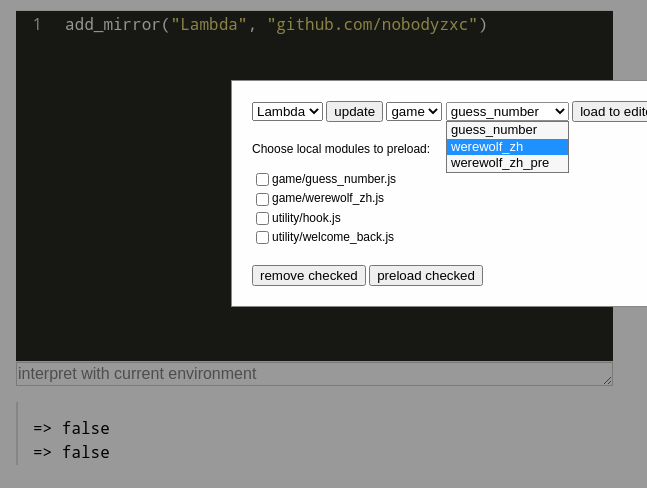 1 add_mirror("Lambda", "github.com/nobodyzxc")
Lambda update game guess_number load to edito
guess_number
werewolf_zh
werewolf_zh_pre
Choose local modules to preload:
game/guess_number.js
game/werewolf_zh.js
utility/hook.js
utility/welcome_back.js
remove checked preload checked
interpret with current environment
=> false
=> false